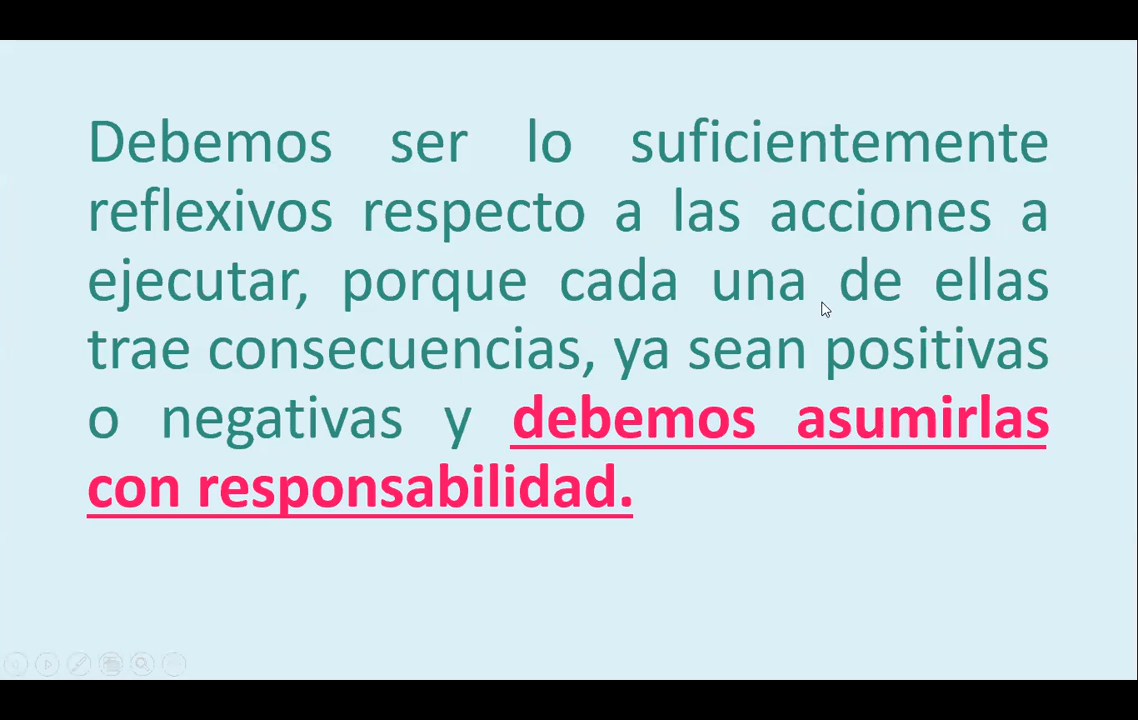 Debemos ser lo suficientemente
reflexivos respecto a las acciones a
ejecutar, porque cada una de ellas
trae consecuencias, ya sean positivas
o negativas y debemos asumirlas
con responsabilidad.